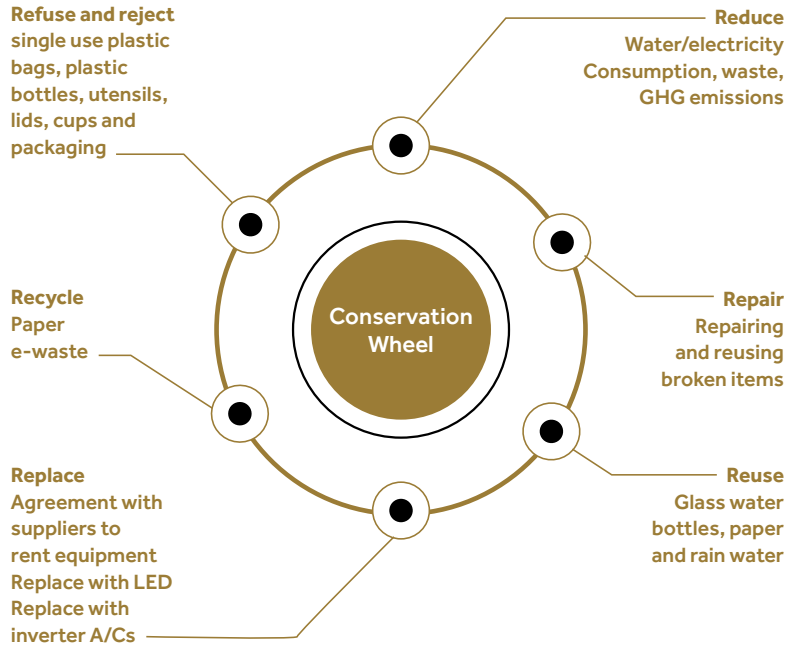 Refuse and reject
single use plastic
bags, plastic
bottles, utensils,
lids, cups and
packaging
Reduce
Water/electricity
Consumption, waste,
GHG emissions
Conservation
Wheel
Recycle
Paper
e-waste
Repair
Repairing
and reusing
broken items
Replace
Agreement with
suppliers to
rent equipment
Replace with LED
Replace with
inverter A/Cs
Reuse
Glass water
bottles, paper
and rain water